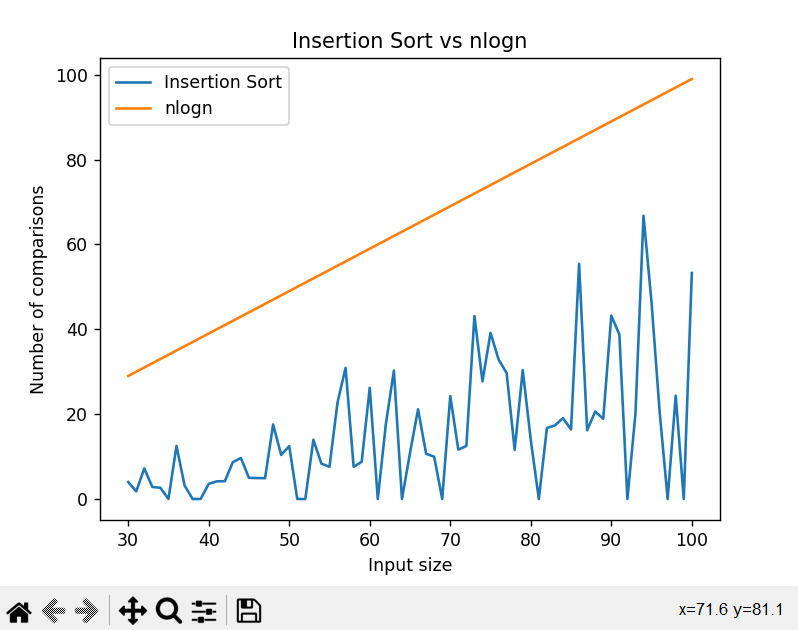 Insertion Sort vs nlogn
Insertion Sort
nlogn
100
80
60
40
20
0
Number of comparisons
30 40 50 60 70 80 90 100
Input size
x=71.6 y=81.1